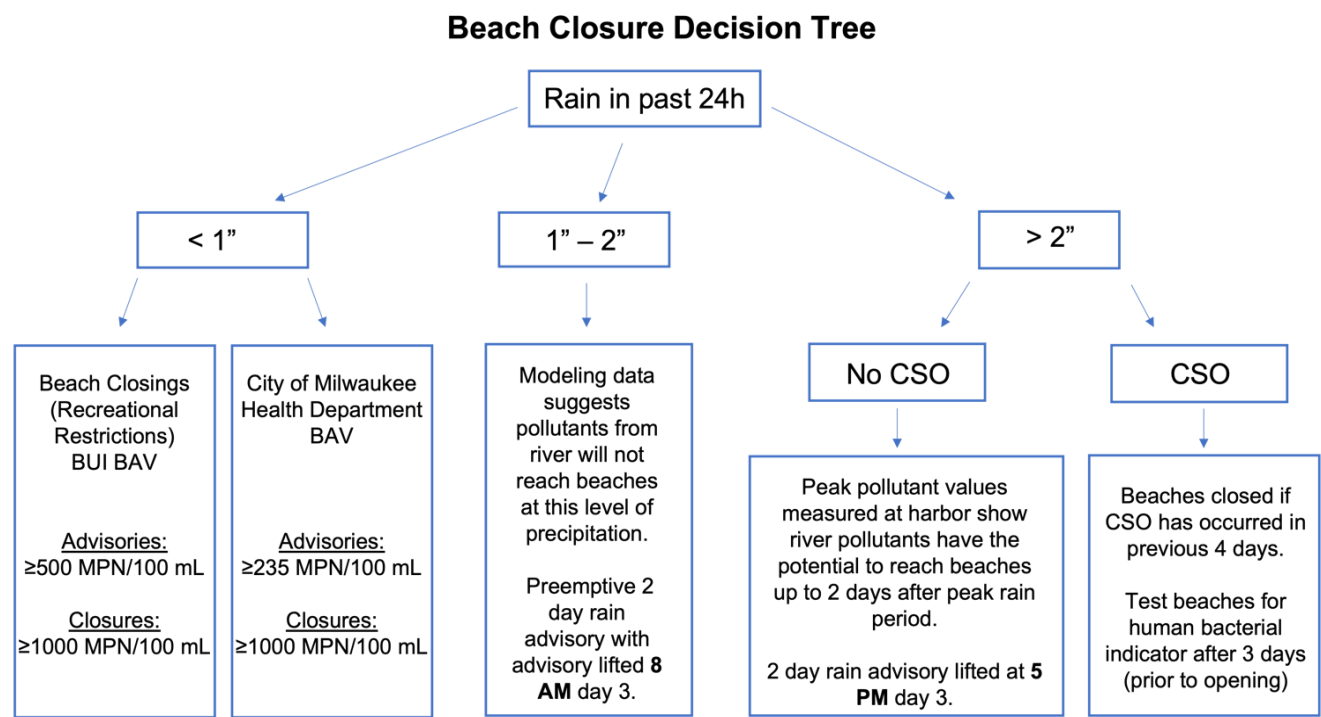 Beach Closure Decision Tree
Rain in past 24h
< 1”
1” – 2”
> 2”
Beach Closings
(Recreational
Restrictions)
BUI BAV
Advisories:
≥500 MPN/100 mL
Closures:
≥1000 MPN/100 mL
City of Milwaukee
Health Department
BAV
Advisories:
≥235 MPN/100 mL
Closures:
≥1000 MPN/100 mL
Modeling data
suggests
pollutants from
river will not
reach beaches
at this level of
precipitation.
Preemptive 2
day rain
advisory with
advisory lifted 8
AM day 3.
No CSO
Peak pollutant values
measured at harbor show
river pollutants have the
potential to reach beaches
up to 2 days after peak rain
period.
2 day rain advisory lifted at 5
PM day 3.
CSO
Beaches closed if
CSO has occurred in
previous 4 days.
Test beaches for
human bacterial
indicator after 3 days
(prior to opening)